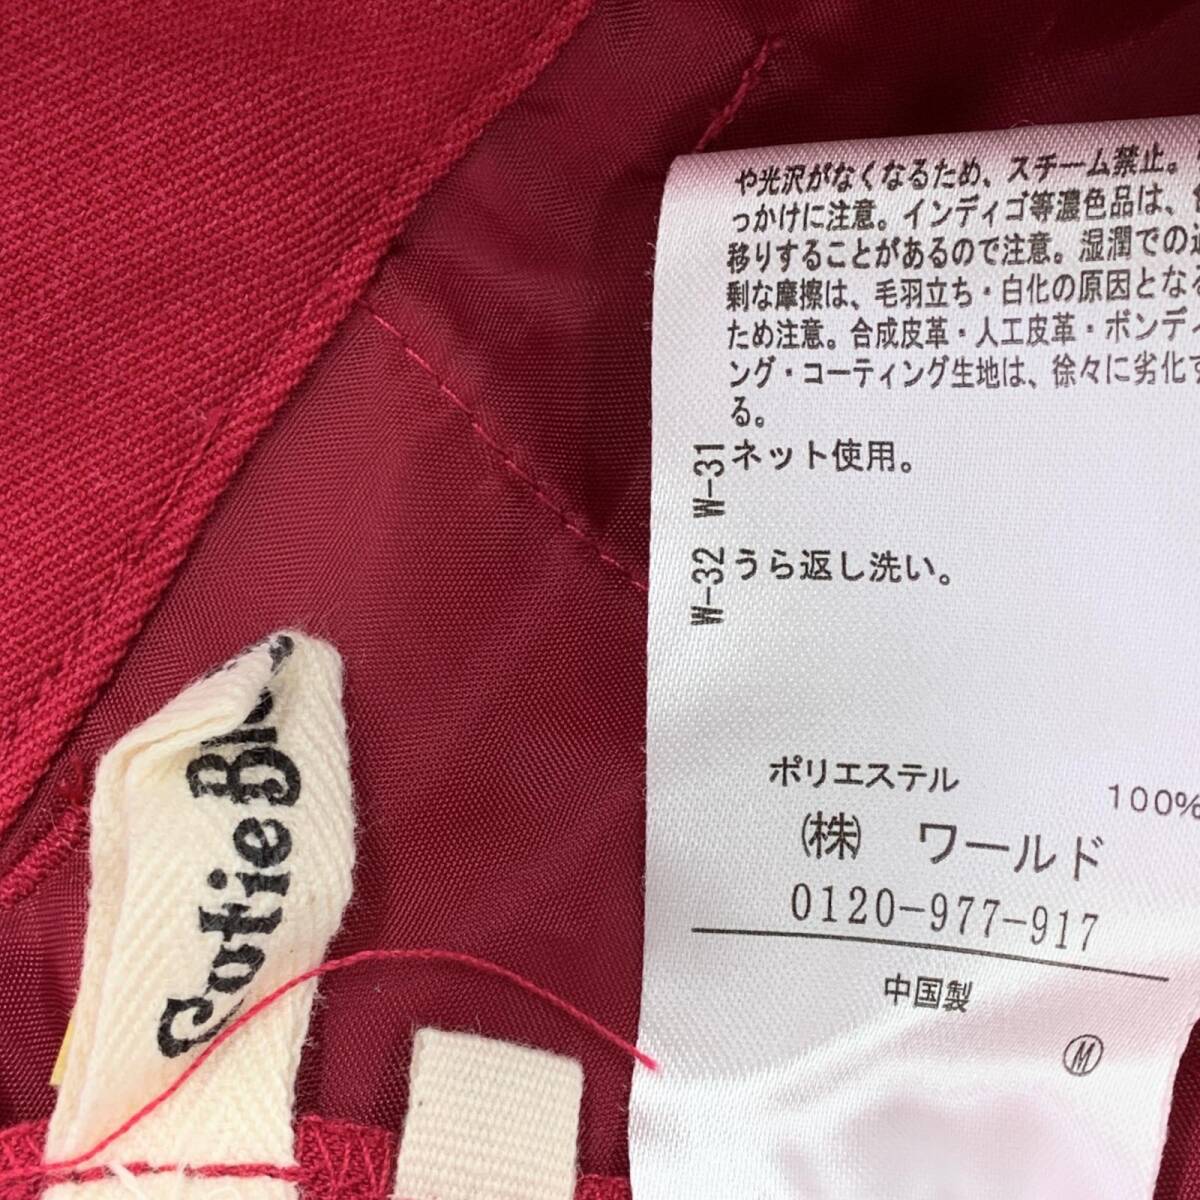 や光沢がなくなるため、スチーム禁止。
っかけに注意。インディゴ等濃色品は、
移りすることがあるので注意。湿潤での過
剰な摩擦は、毛羽立ち・白化の原因となる
ため注意。合成皮革・人工皮革・ボンディ
ング・コーティング生地は、徐々に劣化す
る。
W-31 ネット使用。
W-32 うら返し洗い。
ポリエステル 100%
(株) ワールド
0120-977-917
中国製
M
Cutie